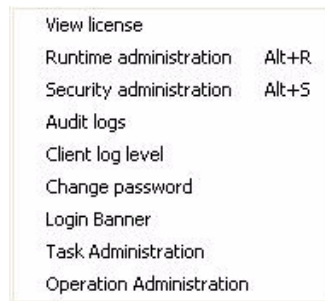 View license
Runtime administration Alt+R
Security administration Alt+S
Audit logs
Client log level
Change password
Login Banner
Task Administration
Operation Administration